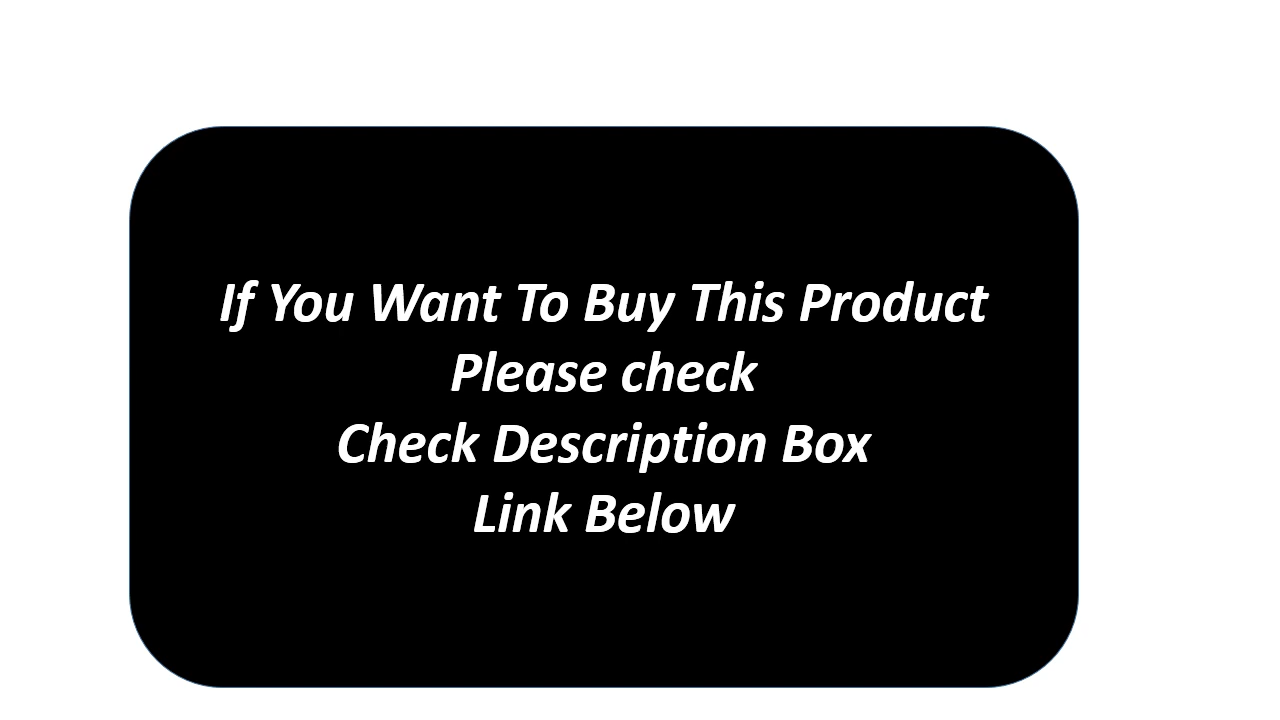 If You Want To Buy This Product
Please check
Check Description Box
Link Below